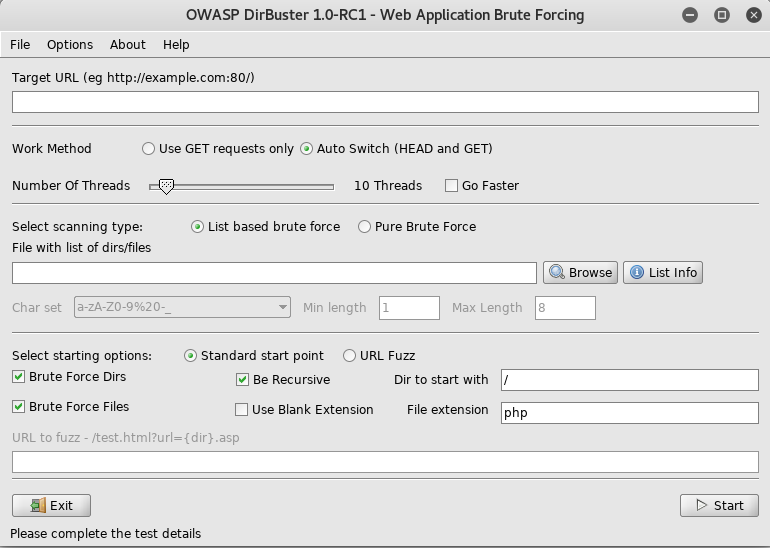 OWASP DirBuster 1.0-RC1 - Web Application Brute Forcing
File Options About Help
Target URL (eg http://example.com:80/)
Work Method Use GET requests only Auto Switch (HEAD and GET)
Number Of Threads 10 Threads Go Faster
Select scanning type: List based brute force Pure Brute Force
File with list of dirs/files
Browse List Info
Char set a-zA-Z0-9%20-_ Min length 1 Max Length 8
Select starting options: Standard start point URL Fuzz
Brute Force Dirs Be Recursive Dir to start with /
Brute Force Files Use Blank Extension File extension php
URL to fuzz - /test.html?url={dir}.asp
Exit Start
Please complete the test details